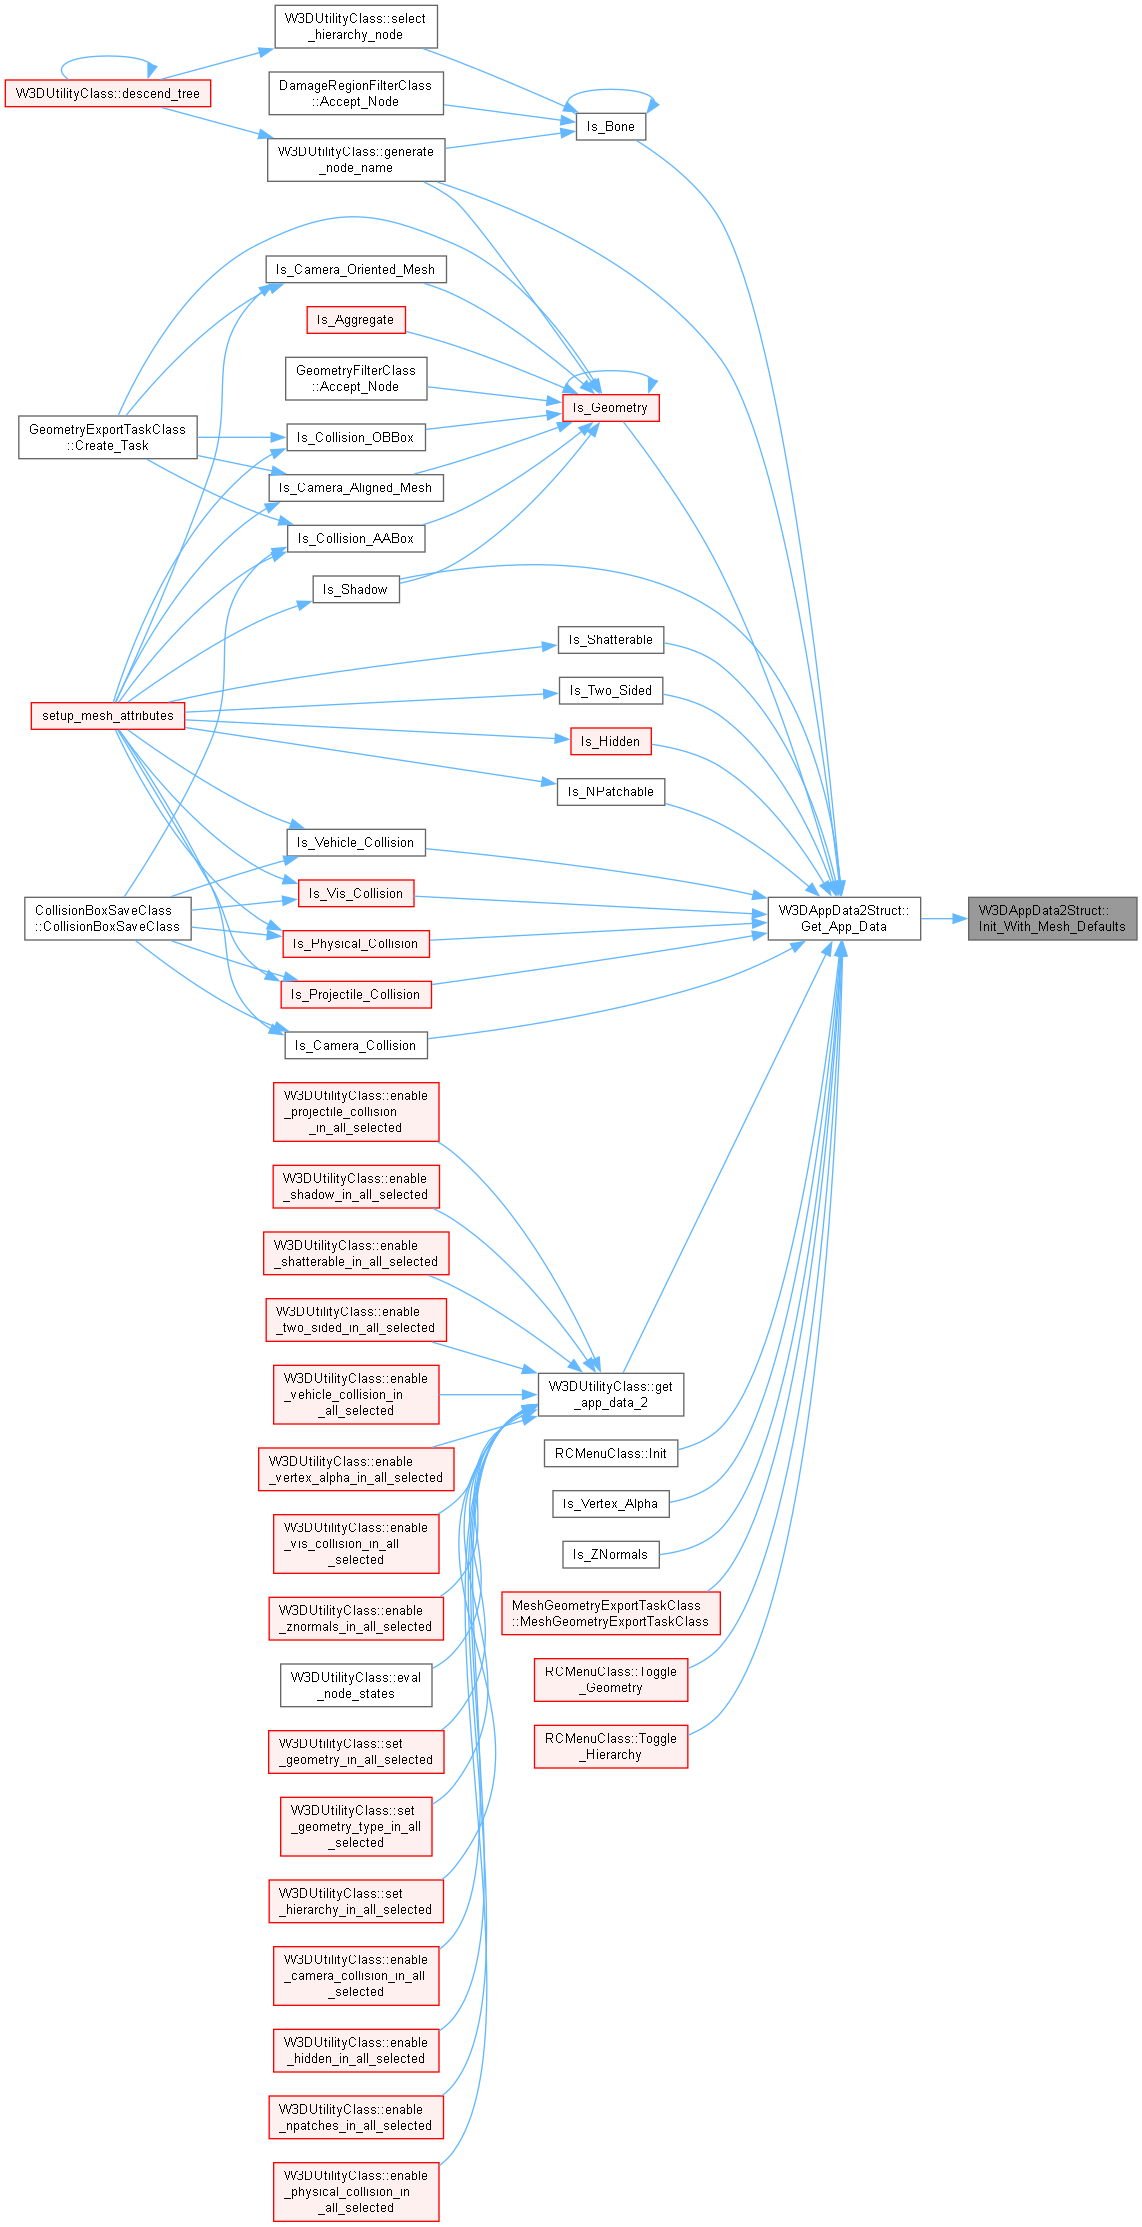 W3DUtilityClass::select
_hierarchy_node
W3DUtilityClass::descend_tree
DamageRegionFilterClass
::Accept_Node
Is_Bone
W3DUtilityClass::generate
_node_name
Is_Camera_Oriented_Mesh
Is_Aggregate
GeometryFilterClass
::Accept_Node
Is_Geometry
GeometryExportTaskClass
::Create_Task
Is_Collision_OBBox
Is_Camera_Aligned_Mesh
Is_Collision_AABox
Is_Shadow
Is_Shatterable
Is_Two_Sided
setup_mesh_attributes
Is_Hidden
Is_NPatchable
Is_Vehicle_Collision
Is_Vis_Collision
CollisionBoxSaveClass
::CollisionBoxSaveClass
W3DAppData2Struct::
Get_App_Data
W3DAppData2Struct::
Init_With_Mesh_Defaults
Is_Physical_Collision
Is_Projectile_Collision
Is_Camera_Collision
W3DUtilityClass::enable
_projectile_collision
_in_all_selected
W3DUtilityClass::enable
_shadow_in_all_selected
W3DUtilityClass::enable
_shatterable_in_all_selected
W3DUtilityClass::enable
_two_sided_in_all_selected
W3DUtilityClass::enable
_vehicle_collision_in
_all_selected
W3DUtilityClass::get
_app_data_2
W3DUtilityClass::enable
_vertex_alpha_in_all_selected
RCMenuClass::Init
Is_Vertex_Alpha
W3DUtilityClass::enable
_vis_collision_in_all
_selected
Is_ZNormals
W3DUtilityClass::enable
_znormals_in_all_selected
MeshGeometryExportTaskClass
::MeshGeometryExportTaskClass
W3DUtilityClass::eval
_node_states
RCMenuClass::Toggle
_Geometry
W3DUtilityClass::set
_geometry_in_all_selected
RCMenuClass::Toggle
_Hierarchy
W3DUtilityClass::set
_geometry_type_in_all
_selected
W3DUtilityClass::set
_hierarchy_in_all_selected
W3DUtilityClass::enable
_camera_collision_in_all
_selected
W3DUtilityClass::enable
_hidden_in_all_selected
W3DUtilityClass::enable
_npatches_in_all_selected
W3DUtilityClass::enable
_physical_collision_in
_all_selected